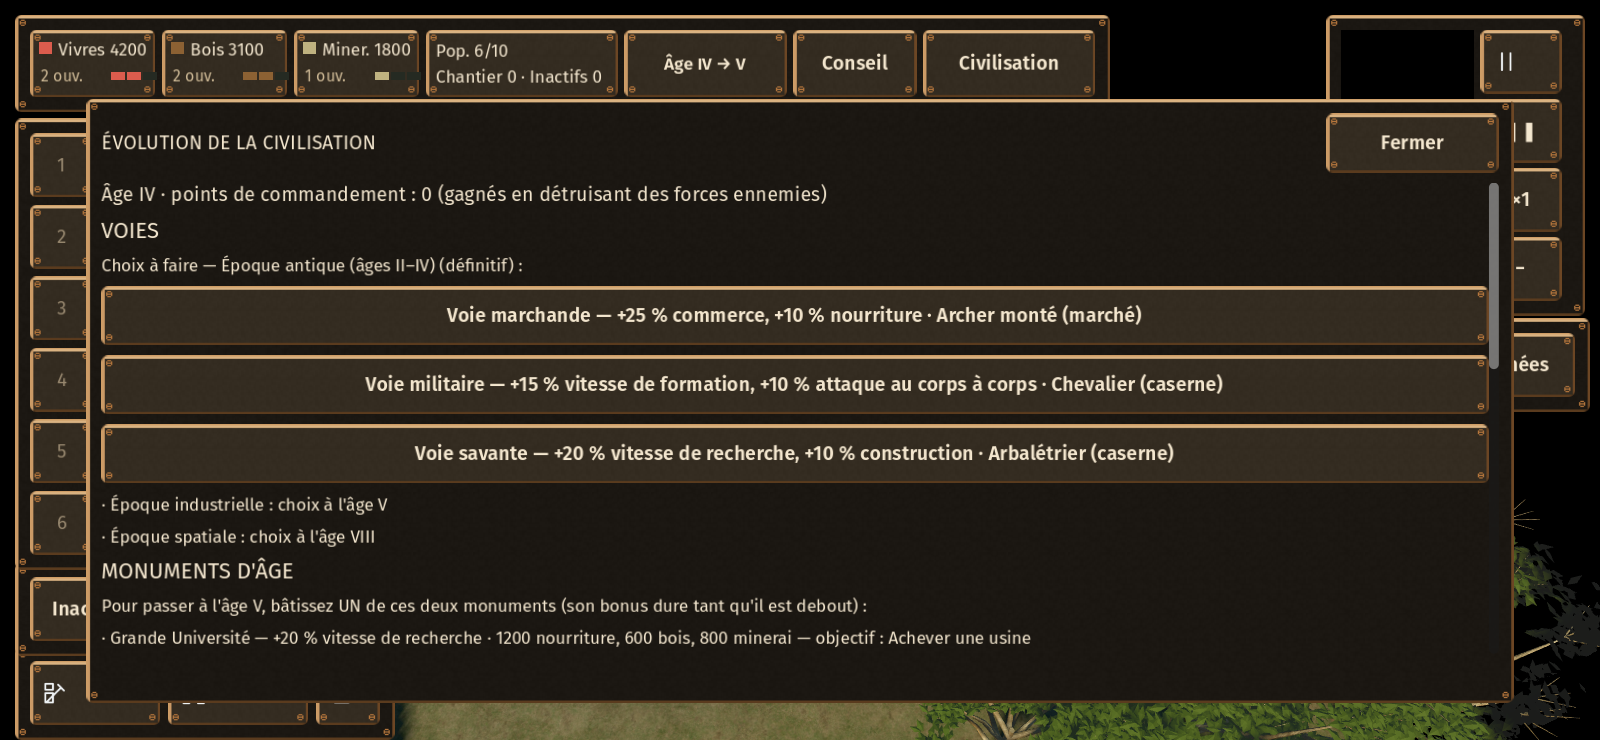 Vivres 4200
2 ouv.
Bois 3100
2 ouv.
Miner. 1800
1 ouv.
Pop. 6/10
Chantier 0 · Inactifs 0
Âge IV → V
Conseil
Civilisation
ÉVOLUTION DE LA CIVILISATION
Fermer
Âge IV · points de commandement : 0 (gagnés en détruisant des forces ennemies)
VOIES
Choix à faire — Époque antique (âges II–IV) (définitif) :
Voie marchande — +25 % commerce, +10 % nourriture · Archer monté (marché)
Voie militaire — +15 % vitesse de formation, +10 % attaque au corps à corps · Chevalier (caserne)
Voie savante — +20 % vitesse de recherche, +10 % construction · Arbalétrier (caserne)
· Époque industrielle : choix à l'âge V
· Époque spatiale : choix à l'âge VIII
MONUMENTS D'ÂGE
Pour passer à l'âge V, bâtissez UN de ces deux monuments (son bonus dure tant qu'il est debout) :
· Grande Université — +20 % vitesse de recherche · 1200 nourriture, 600 bois, 800 minerai — objectif : Achever une usine
1
2
3
4
5
6
Inac
×1
–
ées